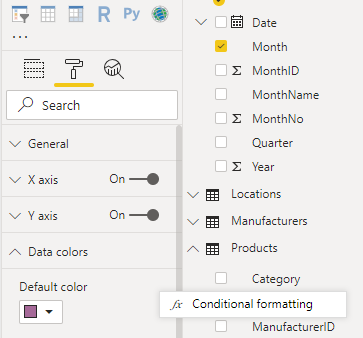 R Py
...
Search
General
X axis On
Y axis On
Data colors
Default color
Date
Month
Σ MonthID
MonthName
Σ MonthNo
Quarter
Σ Year
Locations
Manufacturers
Products
Category
fx Conditional formatting
ManufacturerID